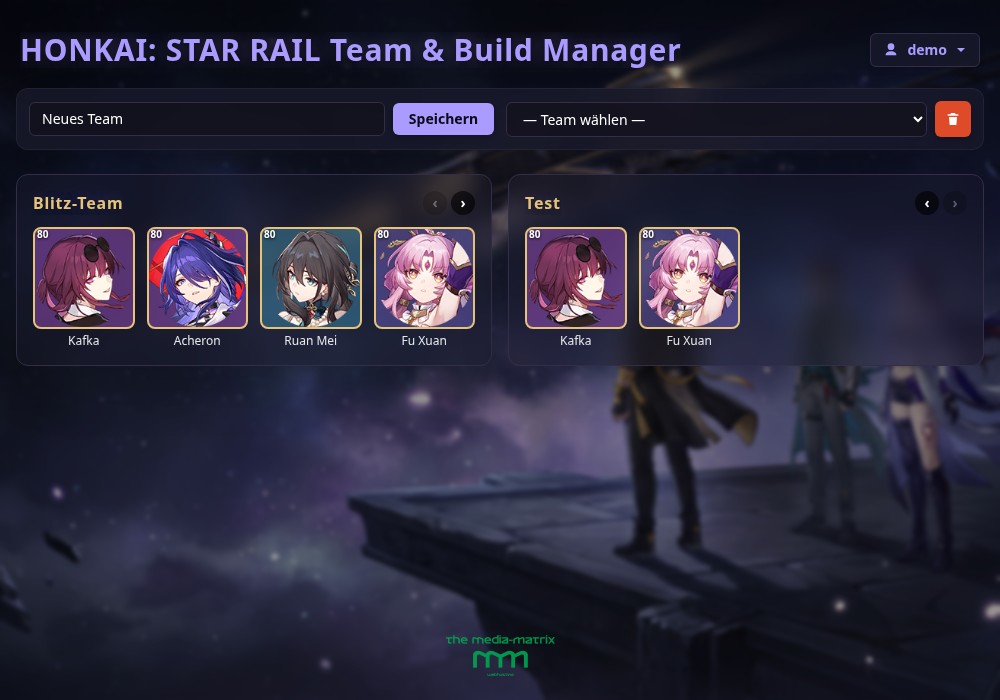 HONKAI: STAR RAIL Team & Build Manager
demo
Neues Team
Speichern
— Team wählen —
Blitz-Team
‹ ›
80 80 80 80
Kafka Acheron Ruan Mei Fu Xuan
Test
‹ ›
80 80
Kafka Fu Xuan
the media-matrix